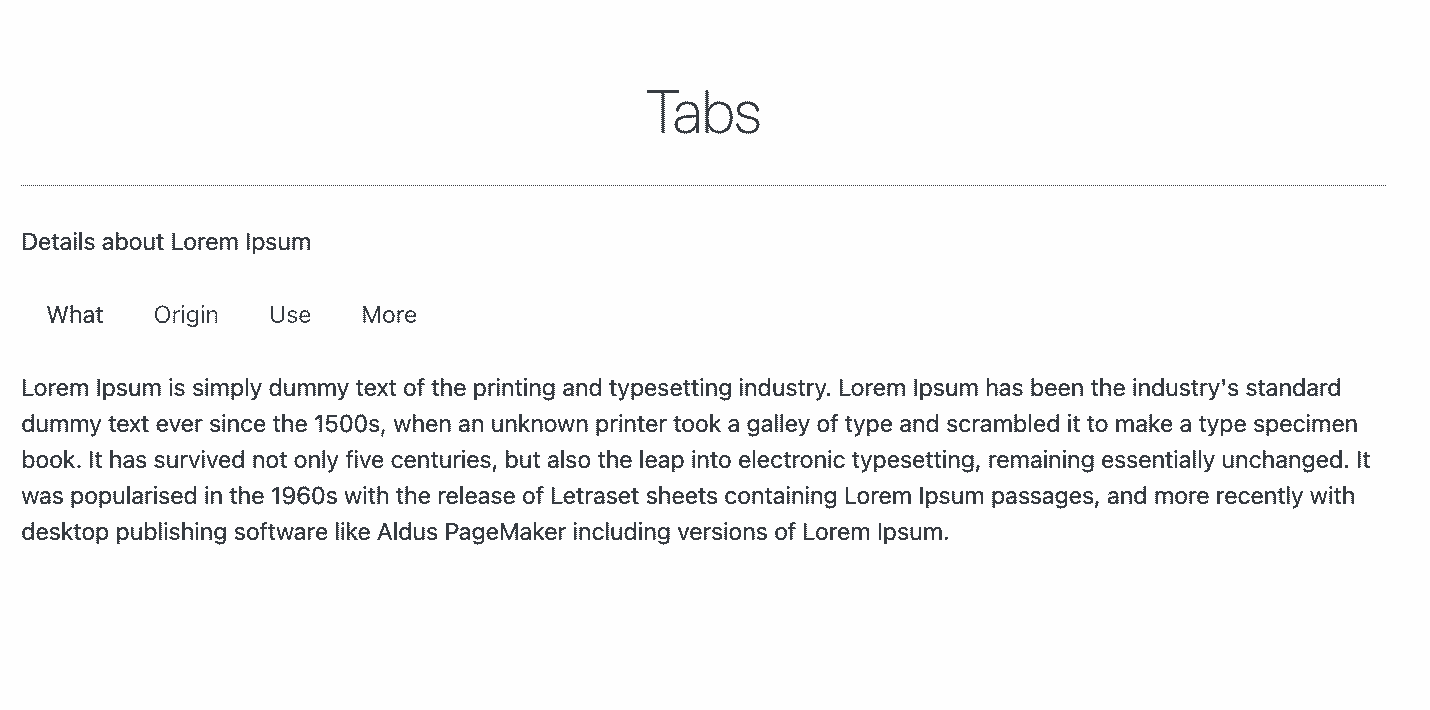 Tabs
Details about Lorem Ipsum
What Origin Use More
Lorem Ipsum is simply dummy text of the printing and typesetting industry. Lorem Ipsum has been the industry's standard
dummy text ever since the 1500s, when an unknown printer took a galley of type and scrambled it to make a type specimen
book. It has survived not only five centuries, but also the leap into electronic typesetting, remaining essentially unchanged. It
was popularised in the 1960s with the release of Letraset sheets containing Lorem Ipsum passages, and more recently with
desktop publishing software like Aldus PageMaker including versions of Lorem Ipsum.